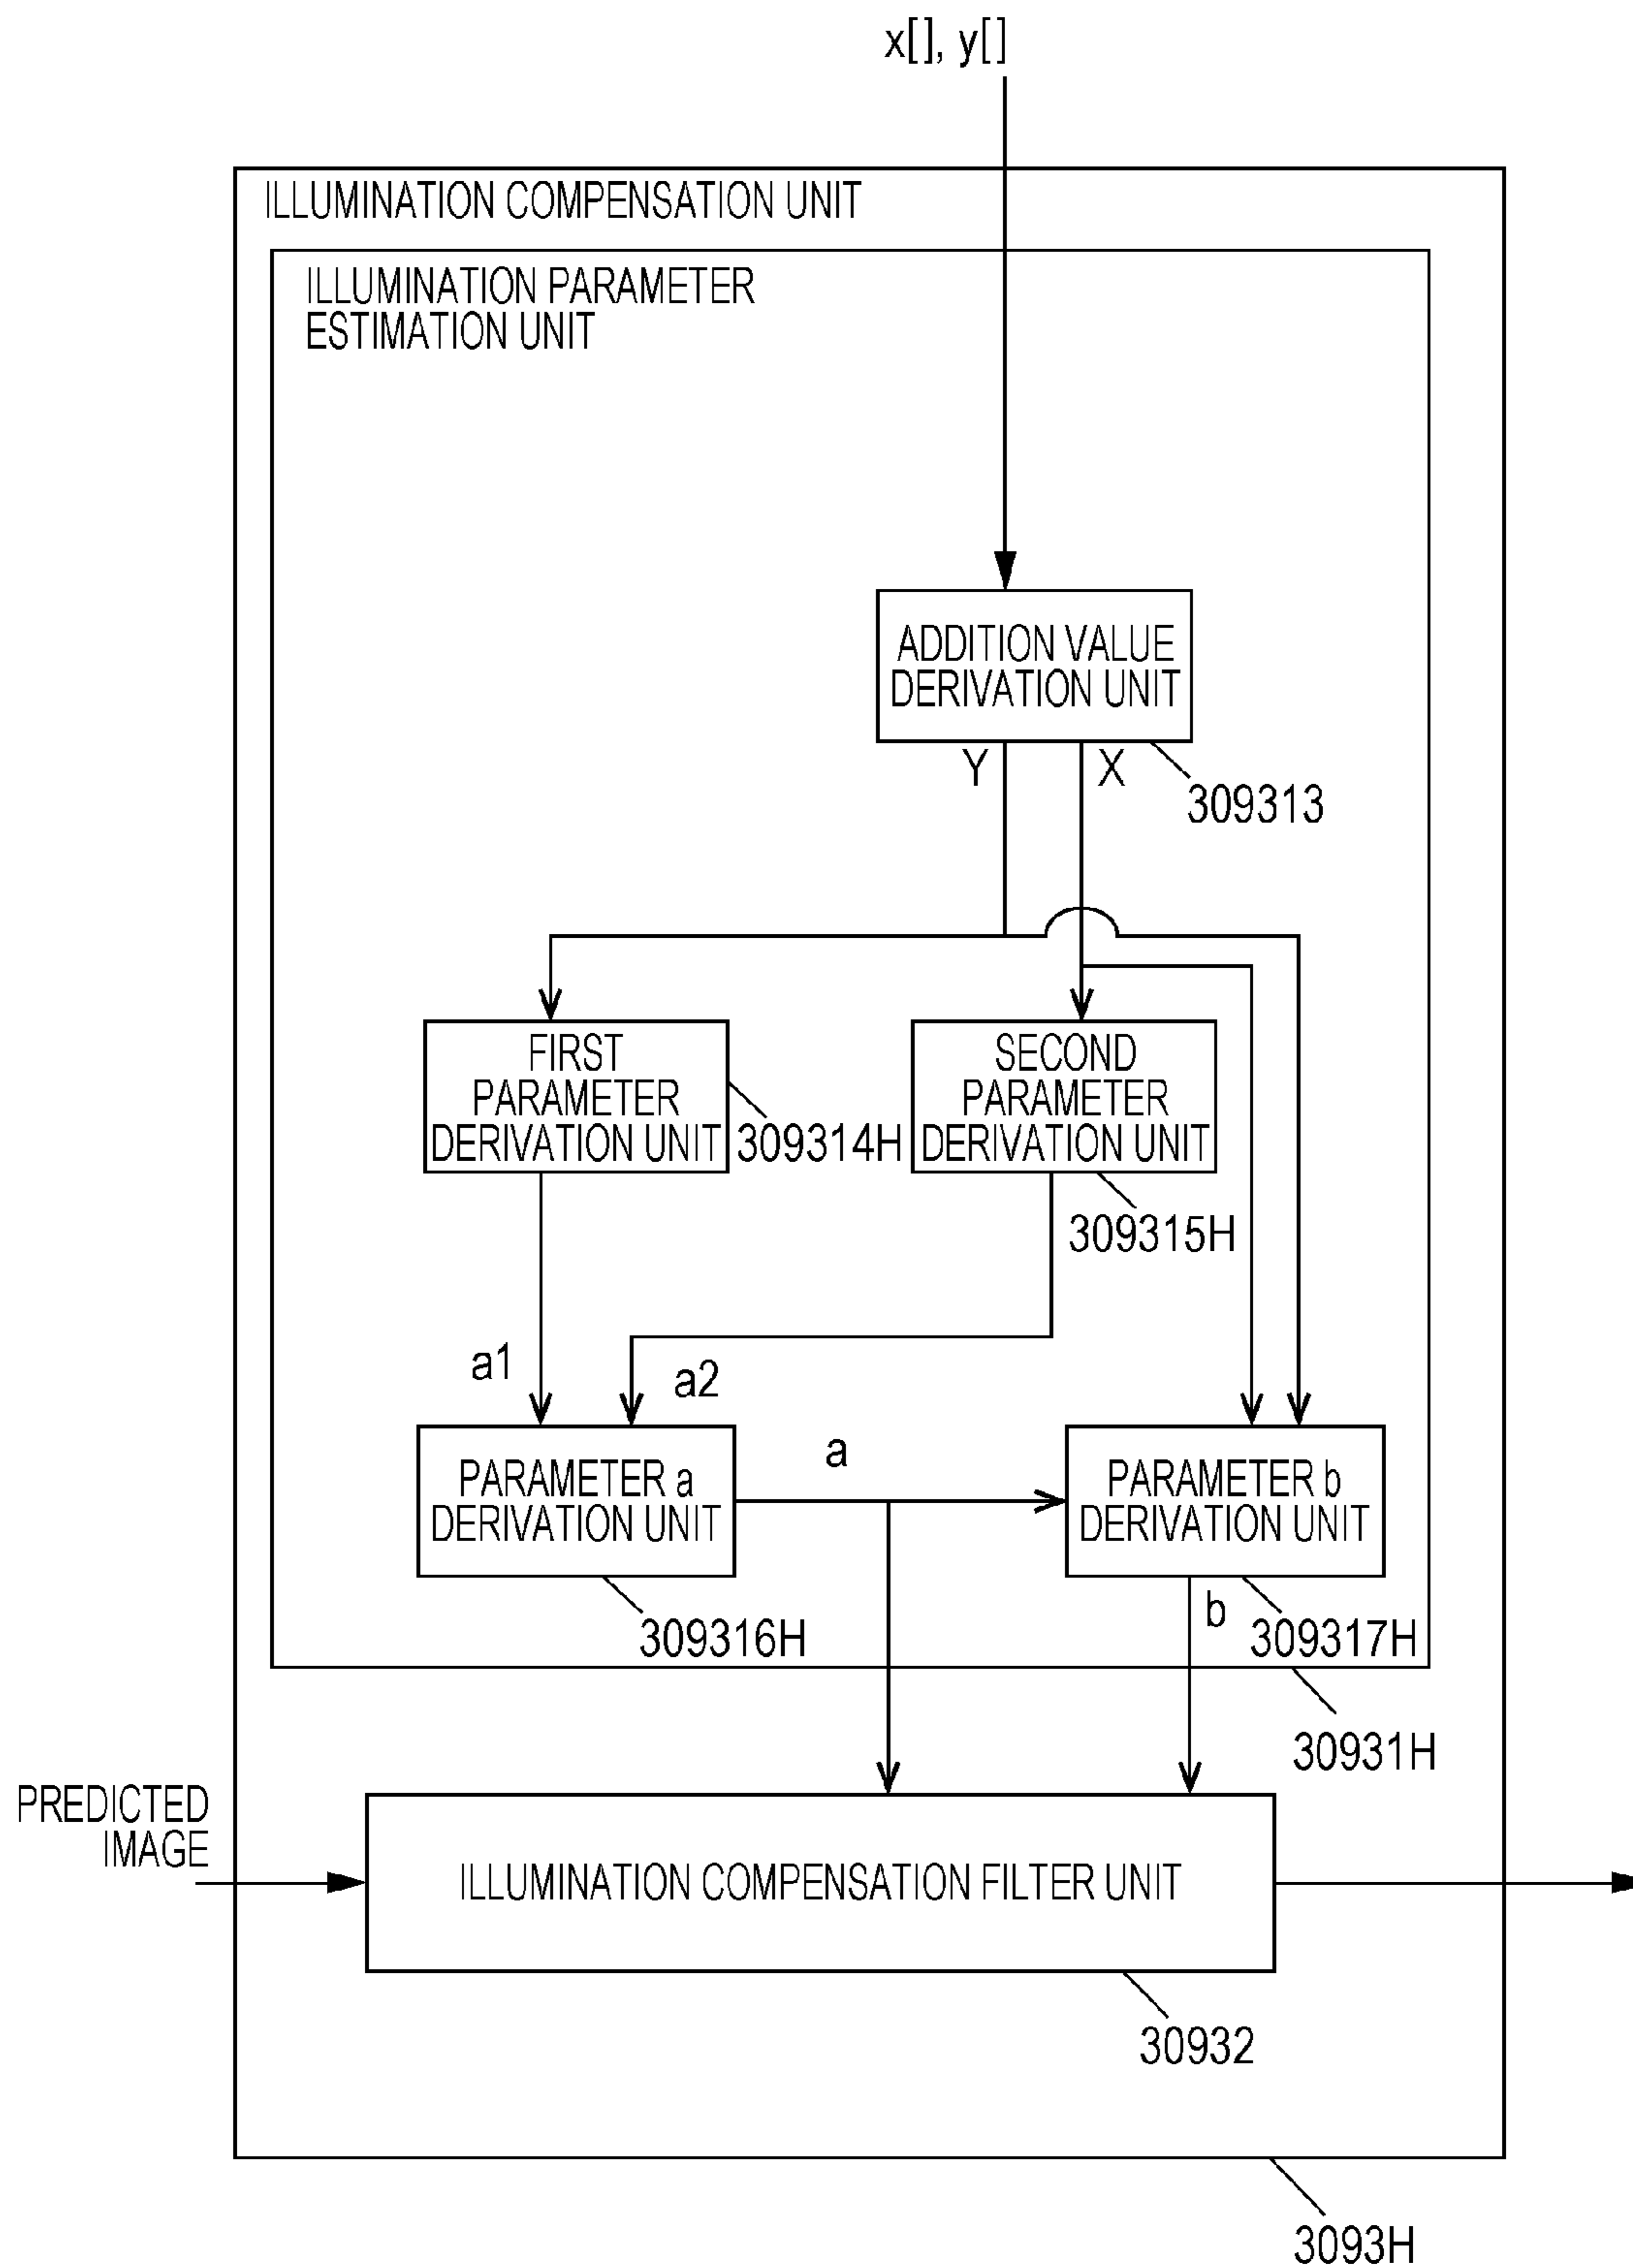 x[], y[]
ILLUMINATION COMPENSATION UNIT
ILLUMINATION PARAMETER
ESTIMATION UNIT
ADDITION VALUE
DERIVATION UNIT
Y
X
309313
FIRST
PARAMETER
DERIVATION UNIT
309314H
SECOND
PARAMETER
DERIVATION UNIT
309315H
a1
a2
PARAMETER a
DERIVATION UNIT
a
PARAMETER b
DERIVATION UNIT
309316H
b
309317H
30931H
PREDICTED
IMAGE
ILLUMINATION COMPENSATION FILTER UNIT
30932
3093H